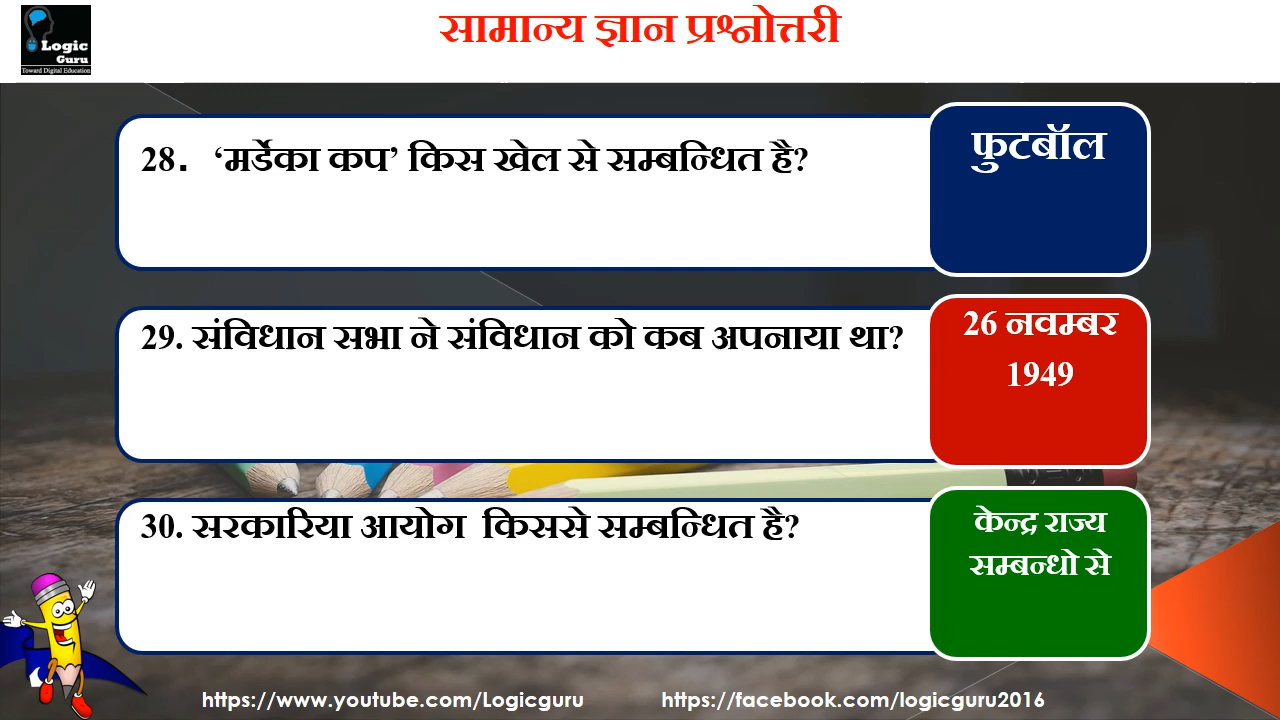 Logic
Guru
Toward Digital Education
सामान्य ज्ञान प्रश्नोत्तरी
28. ‘मर्डेका कप’ किस खेल से सम्बन्धित है?
फुटबॉल
29. संविधान सभा ने संविधान को कब अपनाया था?
26 नवम्बर
1949
30. सरकारिया आयोग किससे सम्बन्धित है?
केन्द्र राज्य
सम्बन्धो से
https://www.youtube.com/Logicguru
https://facebook.com/logicguru2016